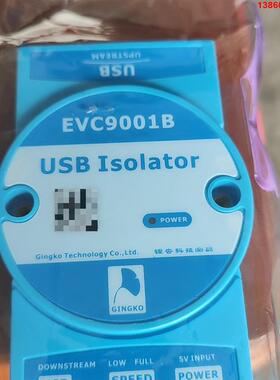 1386
USB
UPSTREAM
EVC9001B
USB Isolator
POWER
Gingko Technology Co.,Ltd.
GINGKO
DOWNSTREAM LOW FULL 5V INPUT
USB SPEED POWER